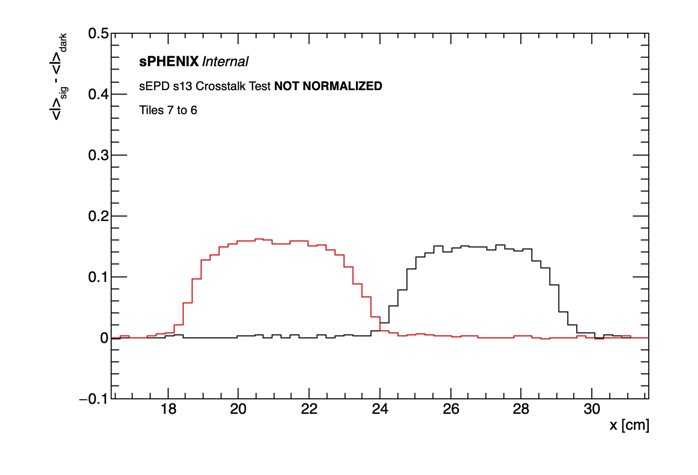 0.5
0.4
0.3
0.2
0.1
0
−0.1
<I>sig - <I>dark
sPHENIX Internal
sEPD s13 Crosstalk Test NOT NORMALIZED
Tiles 7 to 6
18 20 22 24 26 28 30
x [cm]